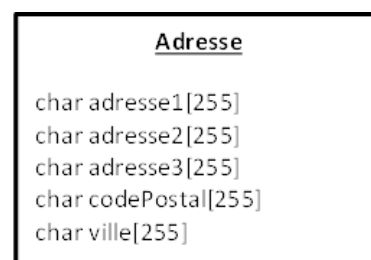 Adresse
char adresse1[255]
char adresse2[255]
char adresse3[255]
char codePostal[255]
char ville[255]